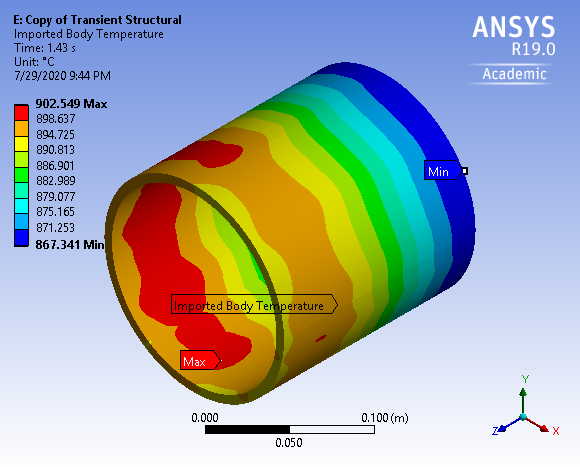 E: Copy of Transient Structural
Imported Body Temperature
Time: 1.43 s
Unit: °C
7/29/2020 9:44 PM
ANSYS
R19.0
Academic
902.549 Max
898.637
894.725
890.813
886.901
882.989
879.077
875.165
871.253
867.341 Min
Min
Imported Body Temperature
Max
0.000
0.100 (m)
0.050
Y
Z
X